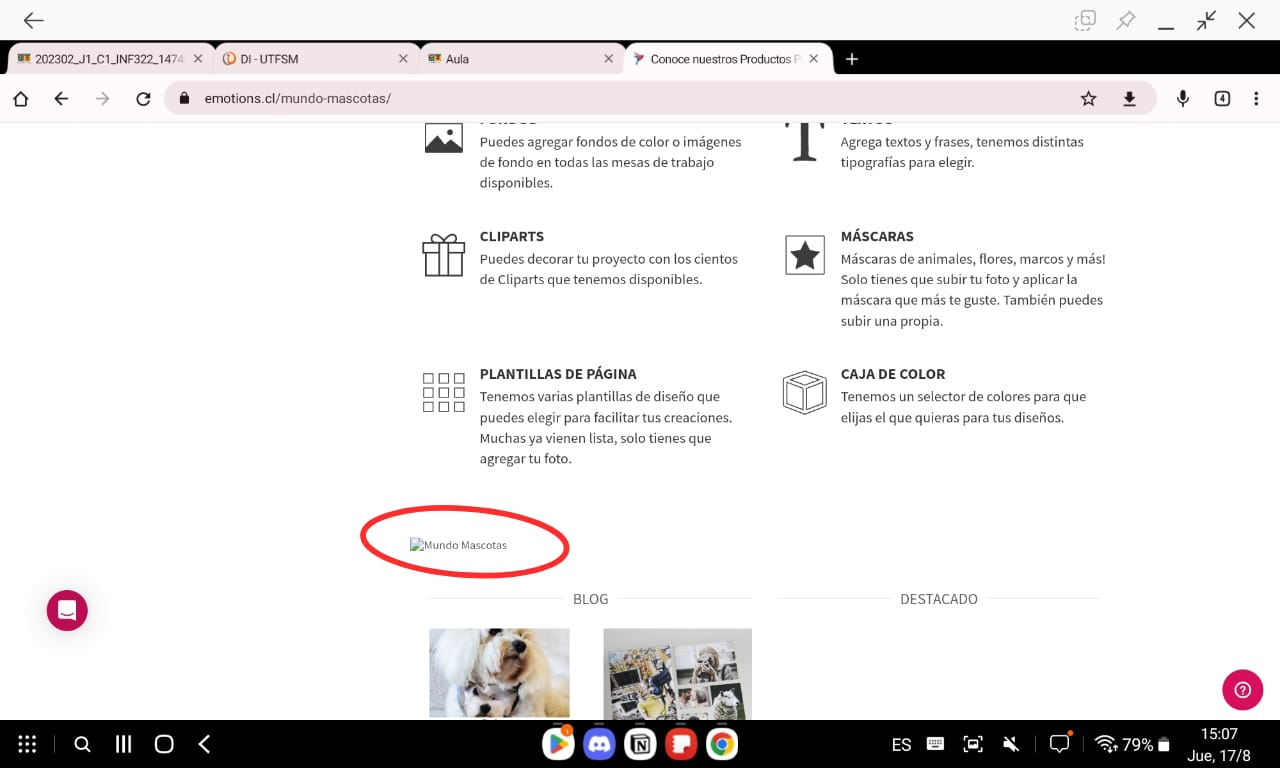 202302_J1_C1_INF322_1474
DI - UTFSM
Aula
Conoce nuestros Productos P
4
emotions.cl/mundo-mascotas/
FONDOS
Puedes agregar fondos de color o imágenes
de fondo en todas las mesas de trabajo
disponibles.
TEXTOS
Agrega textos y frases, tenemos distintas
tipografías para elegir.
CLIPARTS
Puedes decorar tu proyecto con los cientos
de Cliparts que tenemos disponibles.
MÁSCARAS
Máscaras de animales, flores, marcos y más!
Solo tienes que subir tu foto y aplicar la
máscara que más te guste. También puedes
subir una propia.
PLANTILLAS DE PÁGINA
Tenemos varias plantillas de diseño que
puedes elegir para facilitar tus creaciones.
Muchas ya vienen lista, solo tienes que
agregar tu foto.
CAJA DE COLOR
Tenemos un selector de colores para que
elijas el que quieras para tus diseños.
Mundo Mascotas
BLOG
DESTACADO
1
ES
79%
15:07
Jue, 17/8